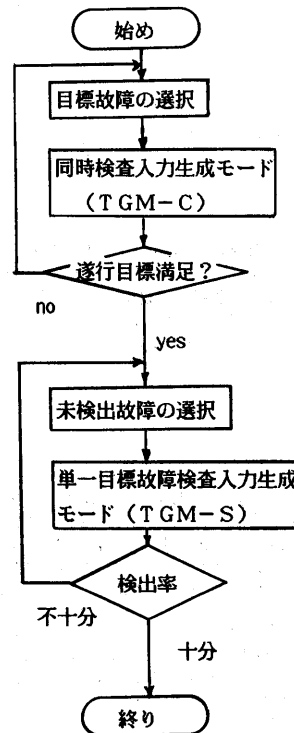 始め
目標故障の選択
同時検査入力生成モード
(TGM-C)
遂行目標満足?
no
yes
未検出故障の選択
単一目標故障検査入力生成
モード(TGM-S)
検出率
不十分
十分
終り